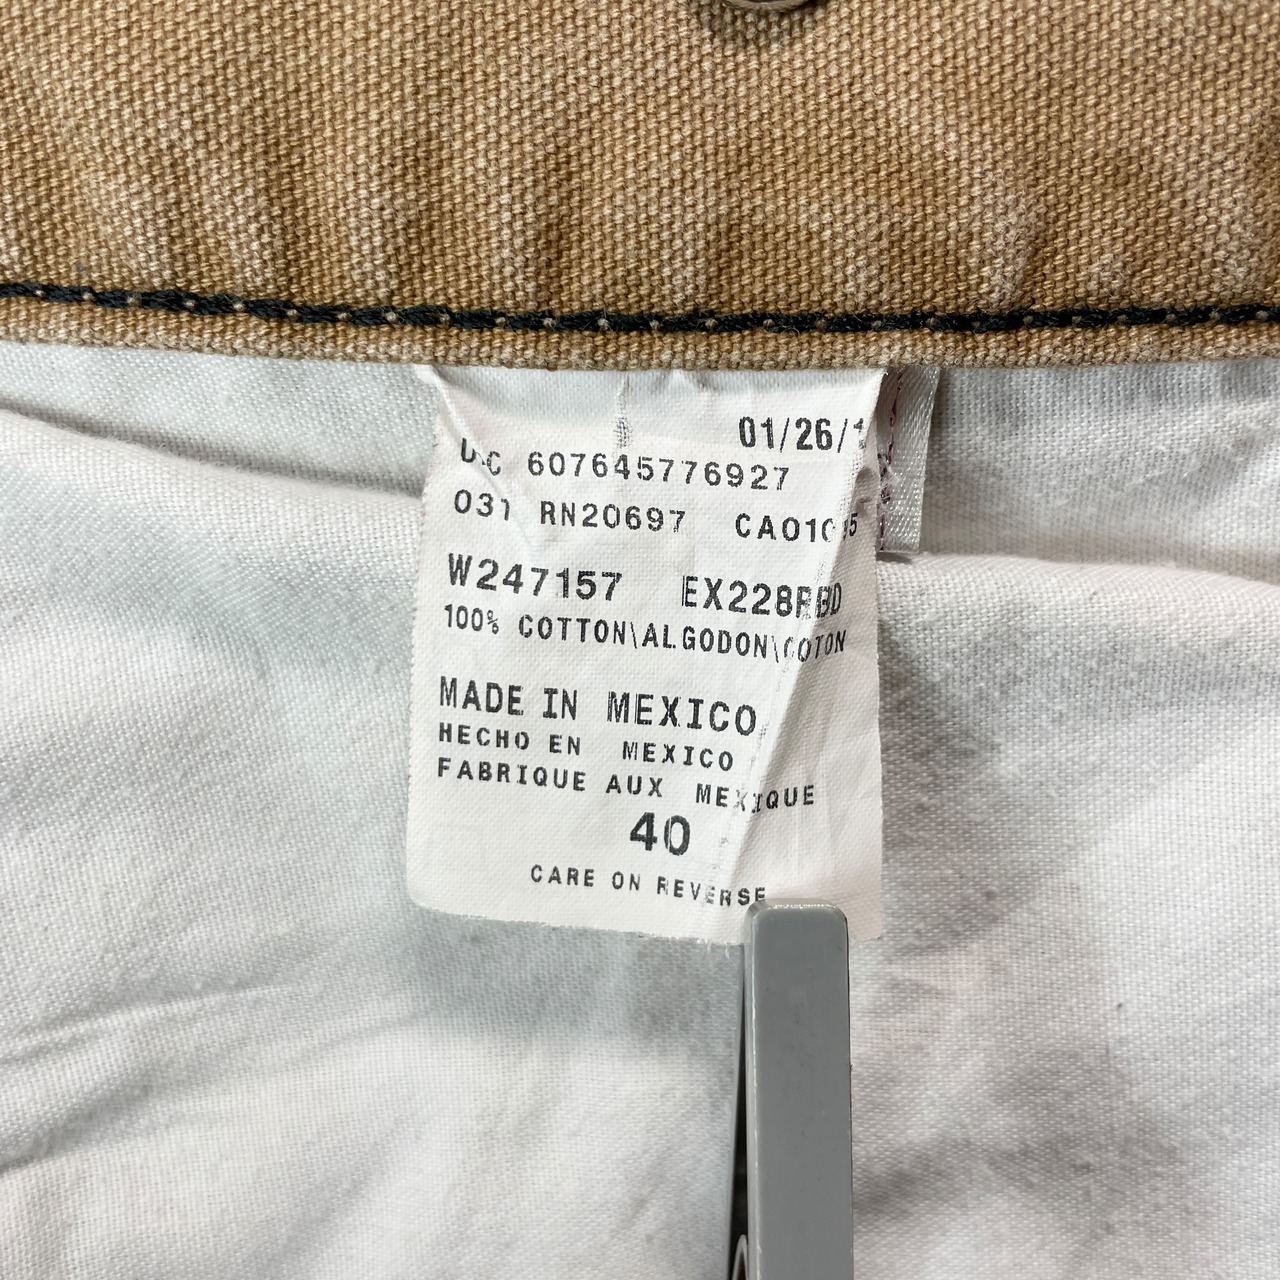 01/26/1
607645776927
RN20697
W247157
100% COTTON\ALGODON\COTON
MADE IN MEXICO
HECHO EN MEXICO
FABRIQUE AUX MEXIQUE
40
CARE ON REVERSE